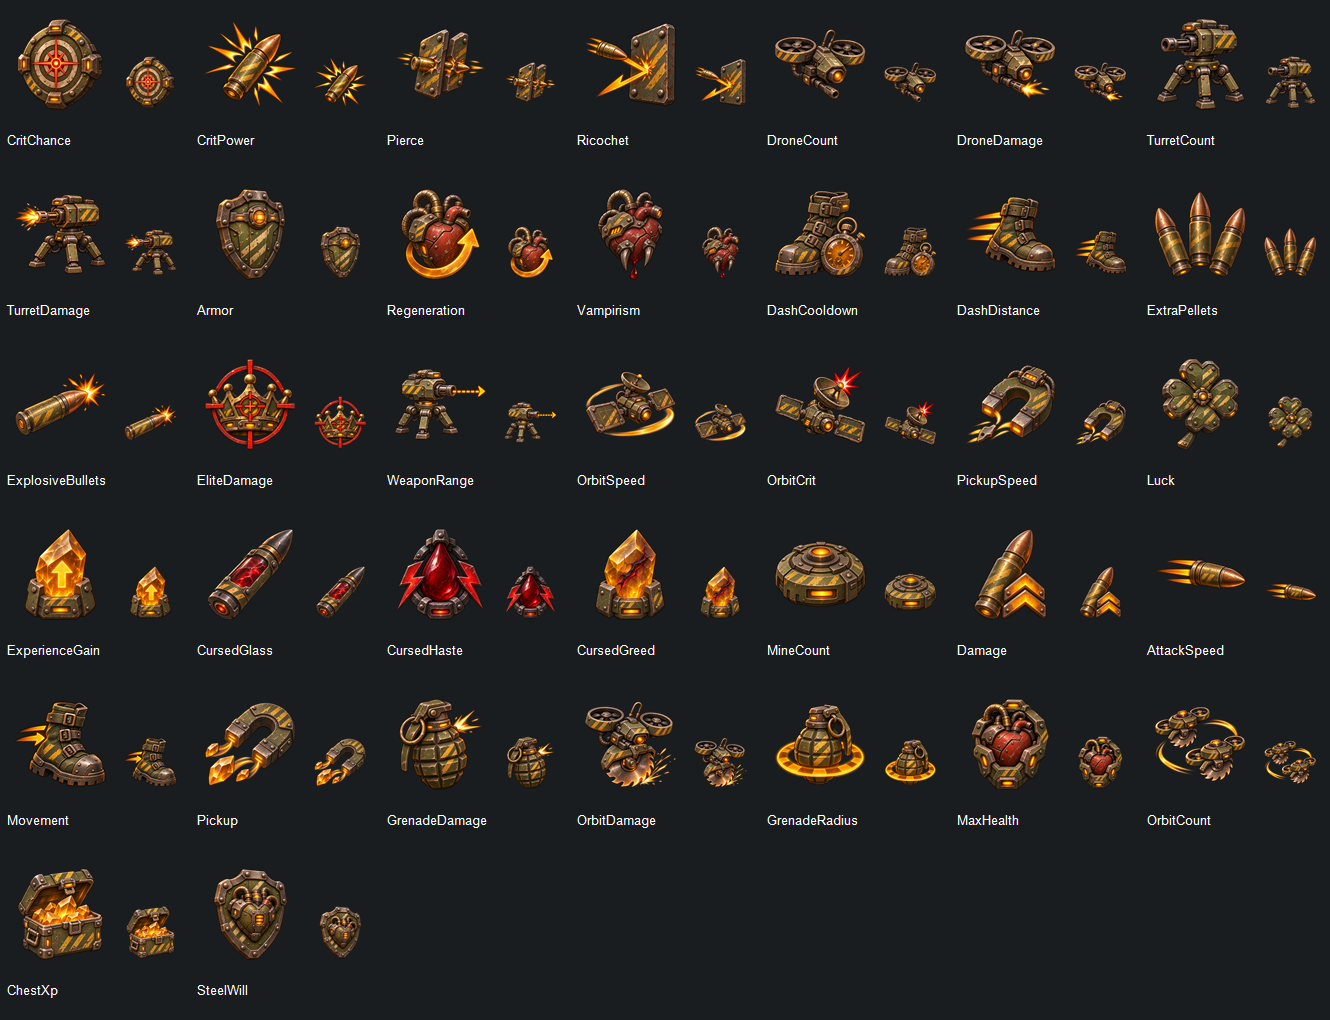 CritChance
CritPower
Pierce
Ricochet
DroneCount
DroneDamage
TurretCount
TurretDamage
Armor
Regeneration
Vampirism
DashCooldown
DashDistance
ExtraPellets
ExplosiveBullets
EliteDamage
WeaponRange
OrbitSpeed
OrbitCrit
PickupSpeed
Luck
ExperienceGain
CursedGlass
CursedHaste
CursedGreed
MineCount
Damage
AttackSpeed
Movement
Pickup
GrenadeDamage
OrbitDamage
GrenadeRadius
MaxHealth
OrbitCount
ChestXp
SteelWill